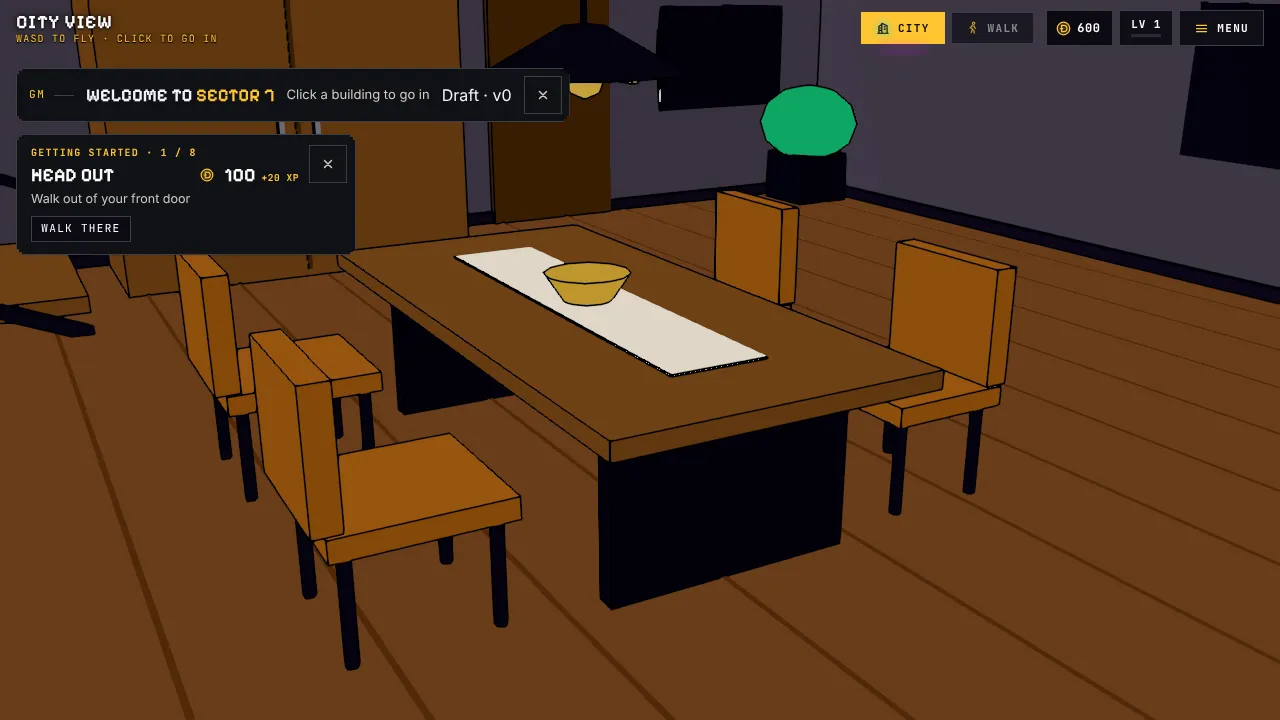 CITY VIEW
WASD TO FLY · CLICK TO GO IN
CITY
WALK
600
LV 1
MENU
GM
WELCOME TO SECTOR 7
Click a building to go in
Draft · v0
GETTING STARTED · 1 / 8
HEAD OUT
100 +20 XP
Walk out of your front door
WALK THERE